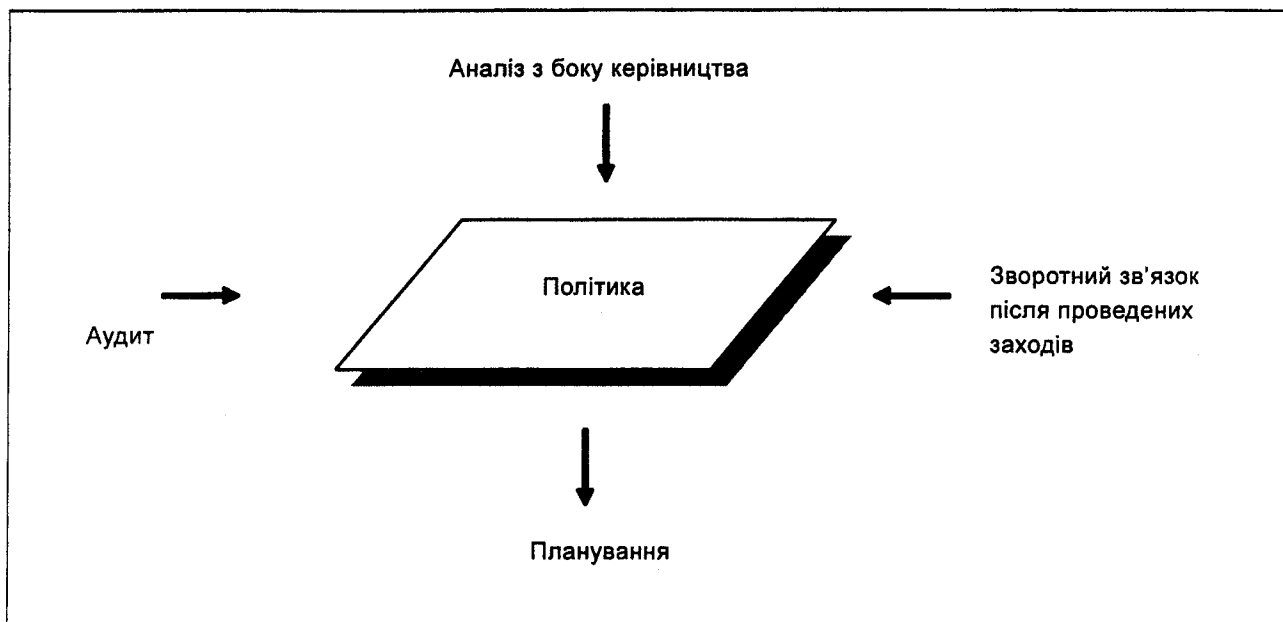 Аналіз з боку керівництва
Політика
Аудит
Зворотний зв'язок
після проведених
заходів
Планування